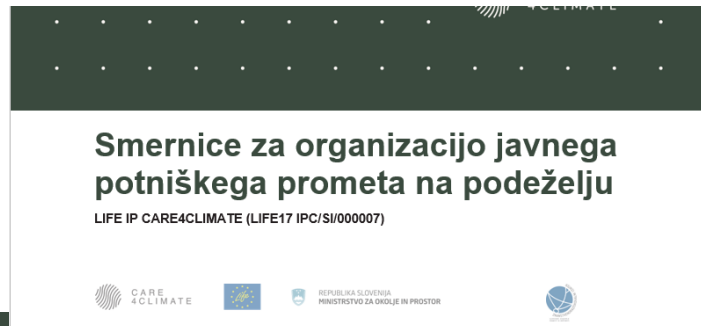 4CLIMATE
Smernice za organizacijo javnega
potniškega prometa na podeželju
LIFE IP CARE4CLIMATE (LIFE17 IPC/SI/000007)
CARE
4CLIMATE
REPUBLIKA SLOVENIJA
MINISTRSTVO ZA OKOLJE IN PROSTOR